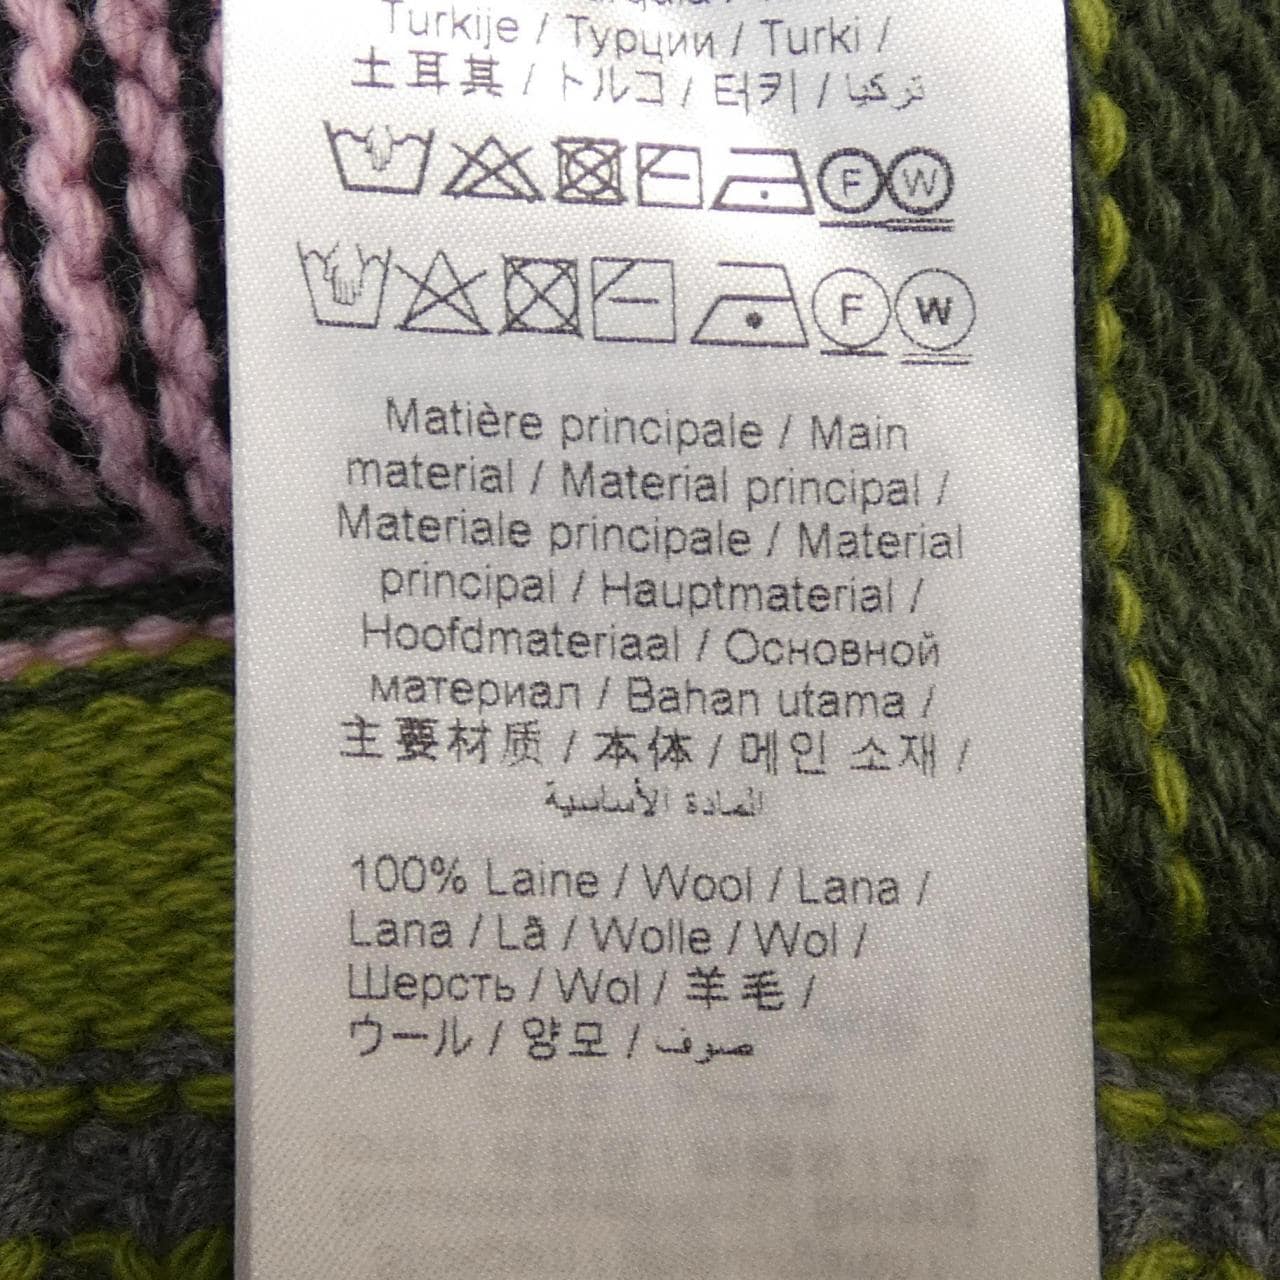 Turkije / Турции / Turki /
土耳其 / トルコ / 터키 / تركيا
F W
F W
Matière principale / Main
material / Material principal /
Materiale principale / Material
principal / Hauptmaterial /
Hoofdmateriaal / Основной
материал / Bahan utama /
主要材质 / 本体 / 메인 소재 /
المادة الأساسية
100% Laine / Wool / Lana /
Lana / Lã / Wolle / Wol /
Шерсть / Wol / 羊毛 /
ウール / 양모 / صوف